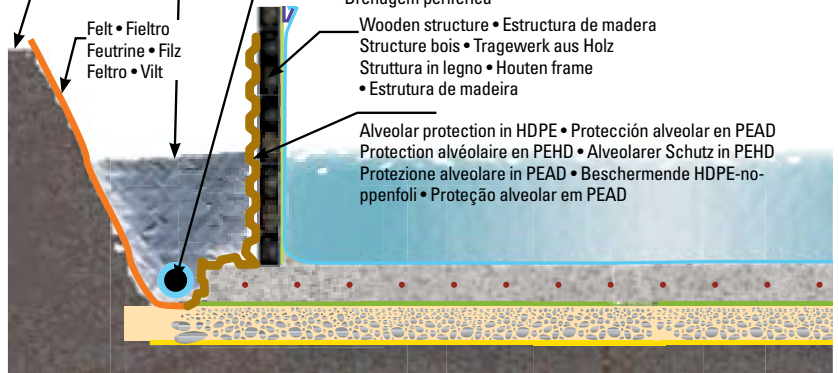 Drenagem periférica
Felt • Fieltro
Feutrine • Filz
Feltro • Vilt
Wooden structure • Estructura de madera
Structure bois • Tragewerk aus Holz
Struttura in legno • Houten frame
• Estrutura de madeira
Alveolar protection in HDPE • Protección alveolar en PEAD
Protection alvéolaire en PEHD • Alveolarer Schutz in PEHD
Protezione alveolare in PEAD • Beschermende HDPE-no-
ppenfoli • Proteção alveolar em PEAD